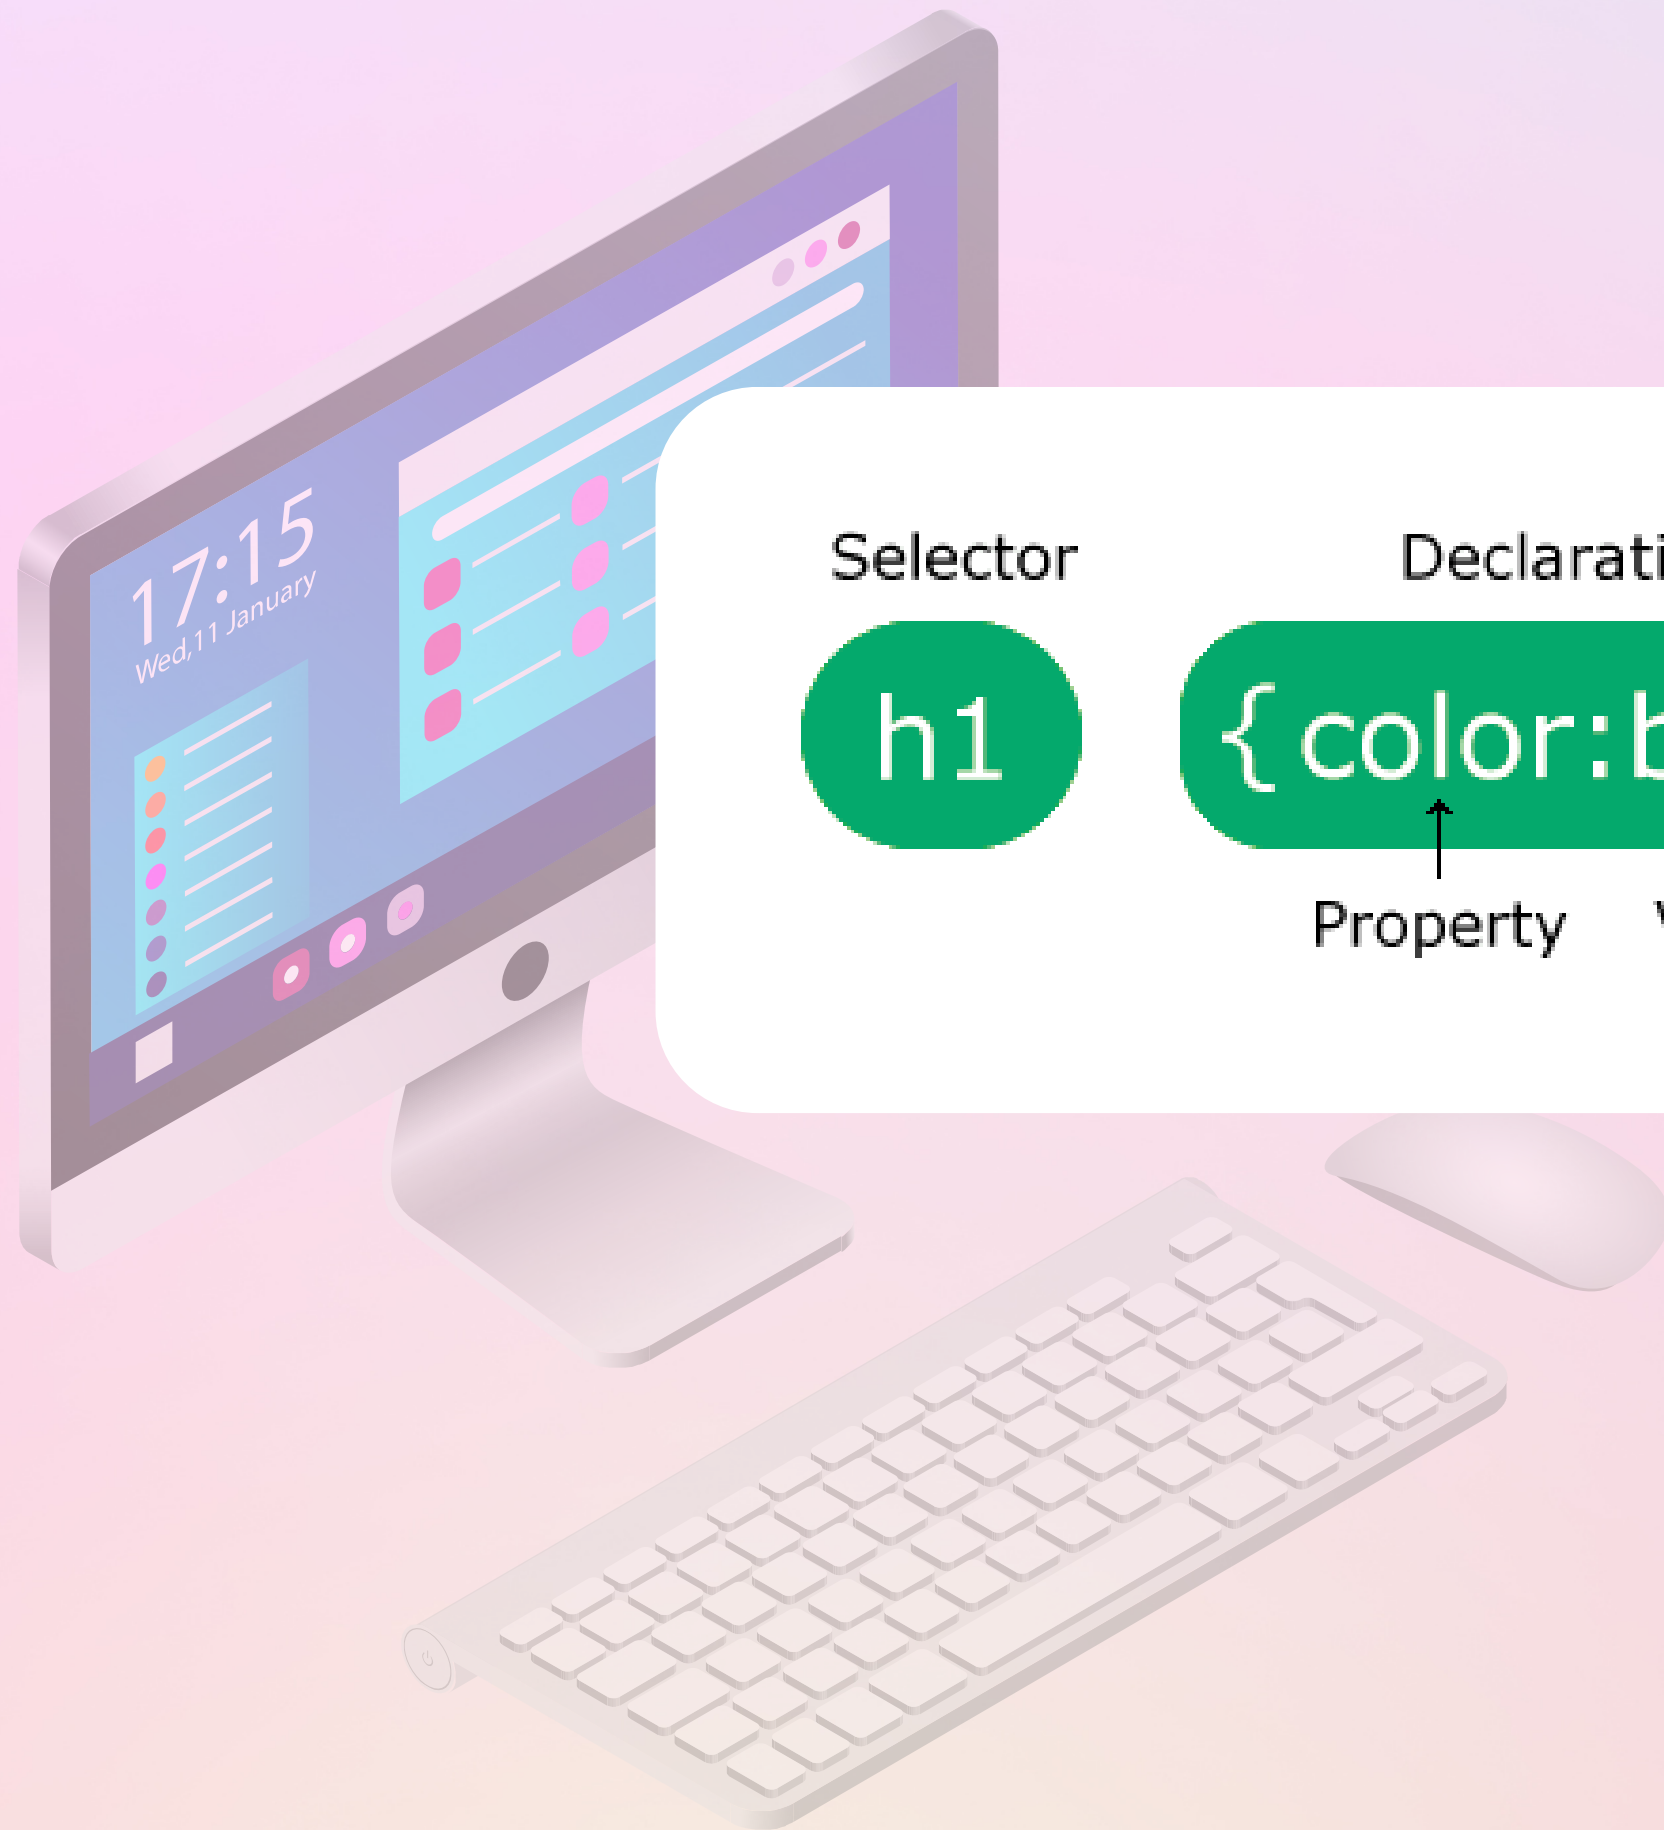 17:15
Wed,11 January
Selector
Declarati
h1
{color:b
Property